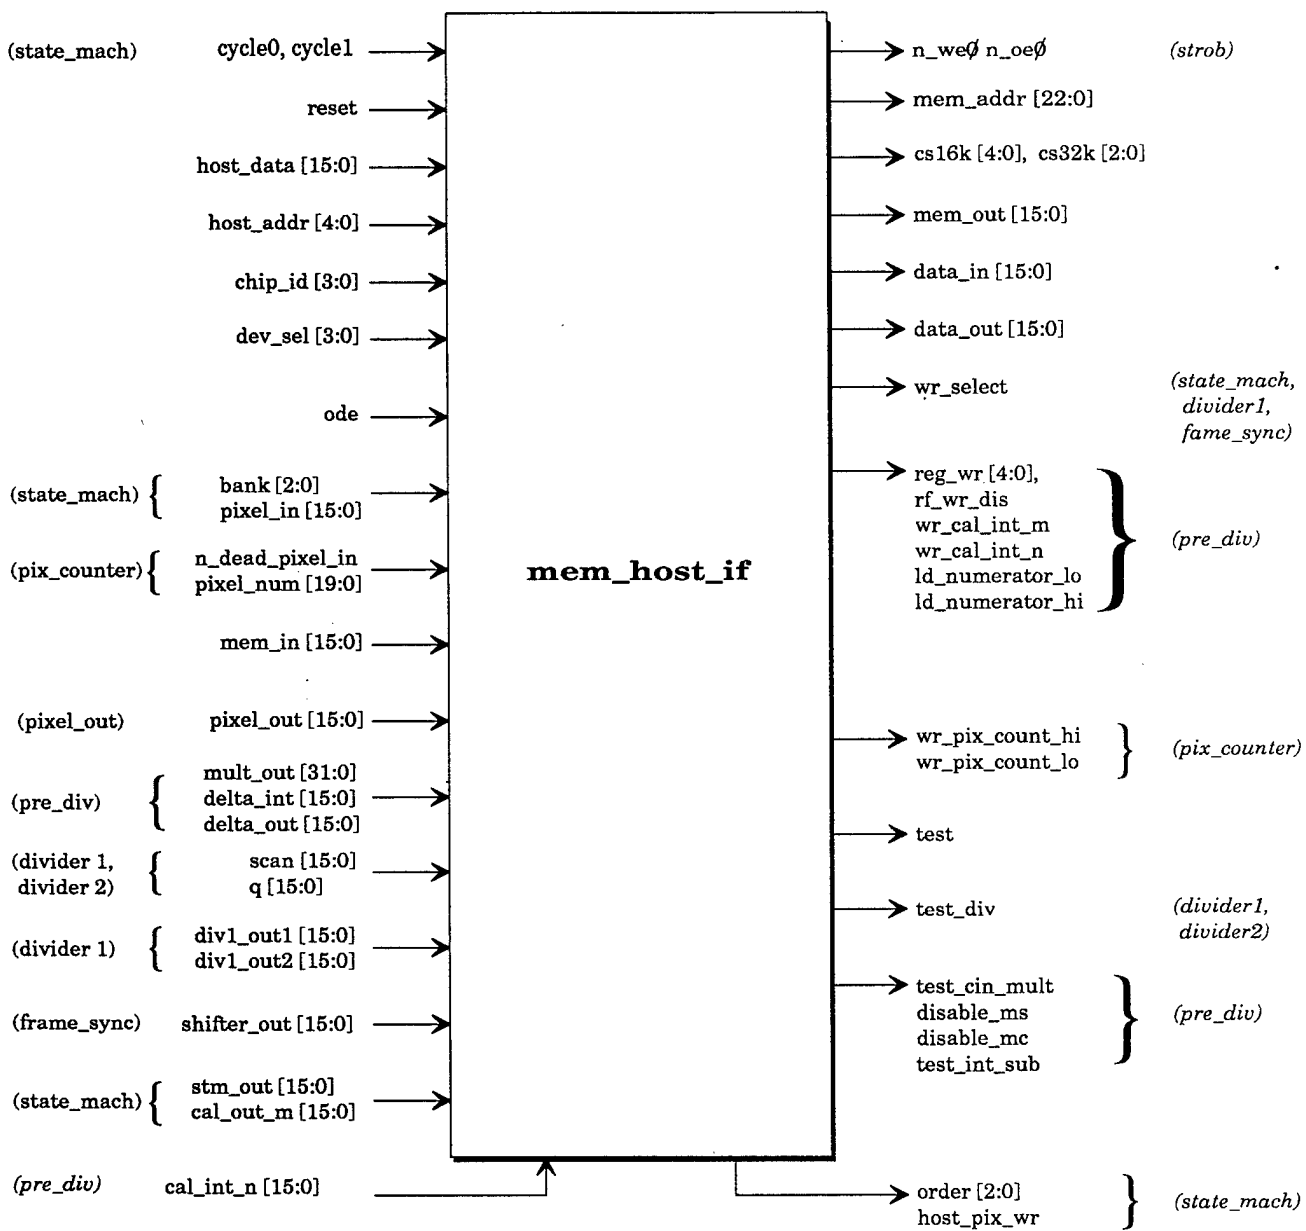 (state_mach) cycle0, cycle1
reset
host_data [15:0]
host_addr [4:0]
chip_id [3:0]
dev_sel [3:0]
ode
(state_mach) { bank [2:0]
pixel_in [15:0]
(pix_counter) { n_dead_pixel_in
pixel_num [19:0]
mem_in [15:0]
(pixel_out) pixel_out [15:0]
(pre_div) { mult_out [31:0]
delta_int [15:0]
delta_out [15:0]
(divider 1,
divider 2) { scan [15:0]
q [15:0]
(divider 1) { div1_out1 [15:0]
div1_out2 [15:0]
(frame_sync) shifter_out [15:0]
(state_mach) { stm_out [15:0]
cal_out_m [15:0]
(pre_div) cal_int_n [15:0]
mem_host_if
n_weØ n_oeØ (strob)
mem_addr [22:0]
cs16k [4:0], cs32k [2:0]
mem_out [15:0]
data_in [15:0]
data_out [15:0]
wr_select (state_mach,
divider1,
fame_sync)
reg_wr [4:0],
rf_wr_dis
wr_cal_int_m
wr_cal_int_n
ld_numerator_lo
ld_numerator_hi
} (pre_div)
wr_pix_count_hi
wr_pix_count_lo
} (pix_counter)
test
test_div (divider1,
divider2)
test_cin_mult
disable_ms
disable_mc
test_int_sub
} (pre_div)
order [2:0]
host_pix_wr
} (state_mach)